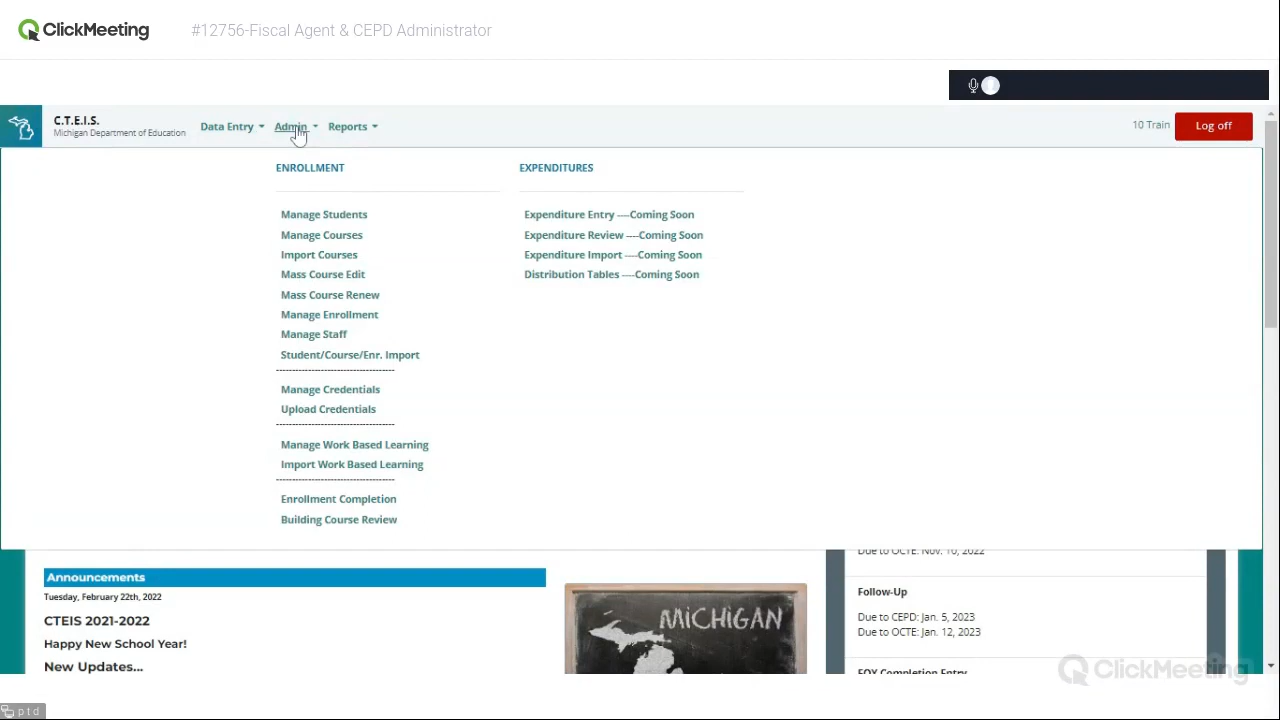 ClickMeeting
#12756-Fiscal Agent & CEPD Administrator
C.T.E.I.S.
Michigan Department of Education
Data Entry
Admin
Reports
10 Train
Log off
ENROLLMENT
Manage Students
Manage Courses
Import Courses
Mass Course Edit
Mass Course Renew
Manage Enrollment
Manage Staff
Student/Course/Enr. Import
------------------------------------
Manage Credentials
Upload Credentials
------------------------------------
Manage Work Based Learning
Import Work Based Learning
------------------------------------
Enrollment Completion
Building Course Review
EXPENDITURES
Expenditure Entry ----Coming Soon
Expenditure Review ----Coming Soon
Expenditure Import ----Coming Soon
Distribution Tables ----Coming Soon
Announcements
Tuesday, February 22th, 2022
CTEIS 2021-2022
Happy New School Year!
New Updates...
MICHIGAN
Due to OCTE: Nov. 10, 2022
Follow-Up
Due to CEPD: Jan. 5, 2023
Due to OCTE: Jan. 12, 2023
FOY Completion Entry
ClickMeeting
ptd